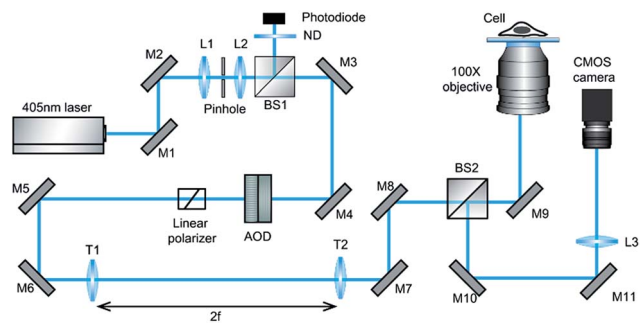 Photodiode
ND
Cell
CMOS
camera
L1
L2
M2
M3
100X
objective
405nm laser
Pinhole
BS1
M1
M5
M8
BS2
M4
M9
Linear
polarizer
AOD
T1
T2
L3
M6
M7
M10
M11
2f